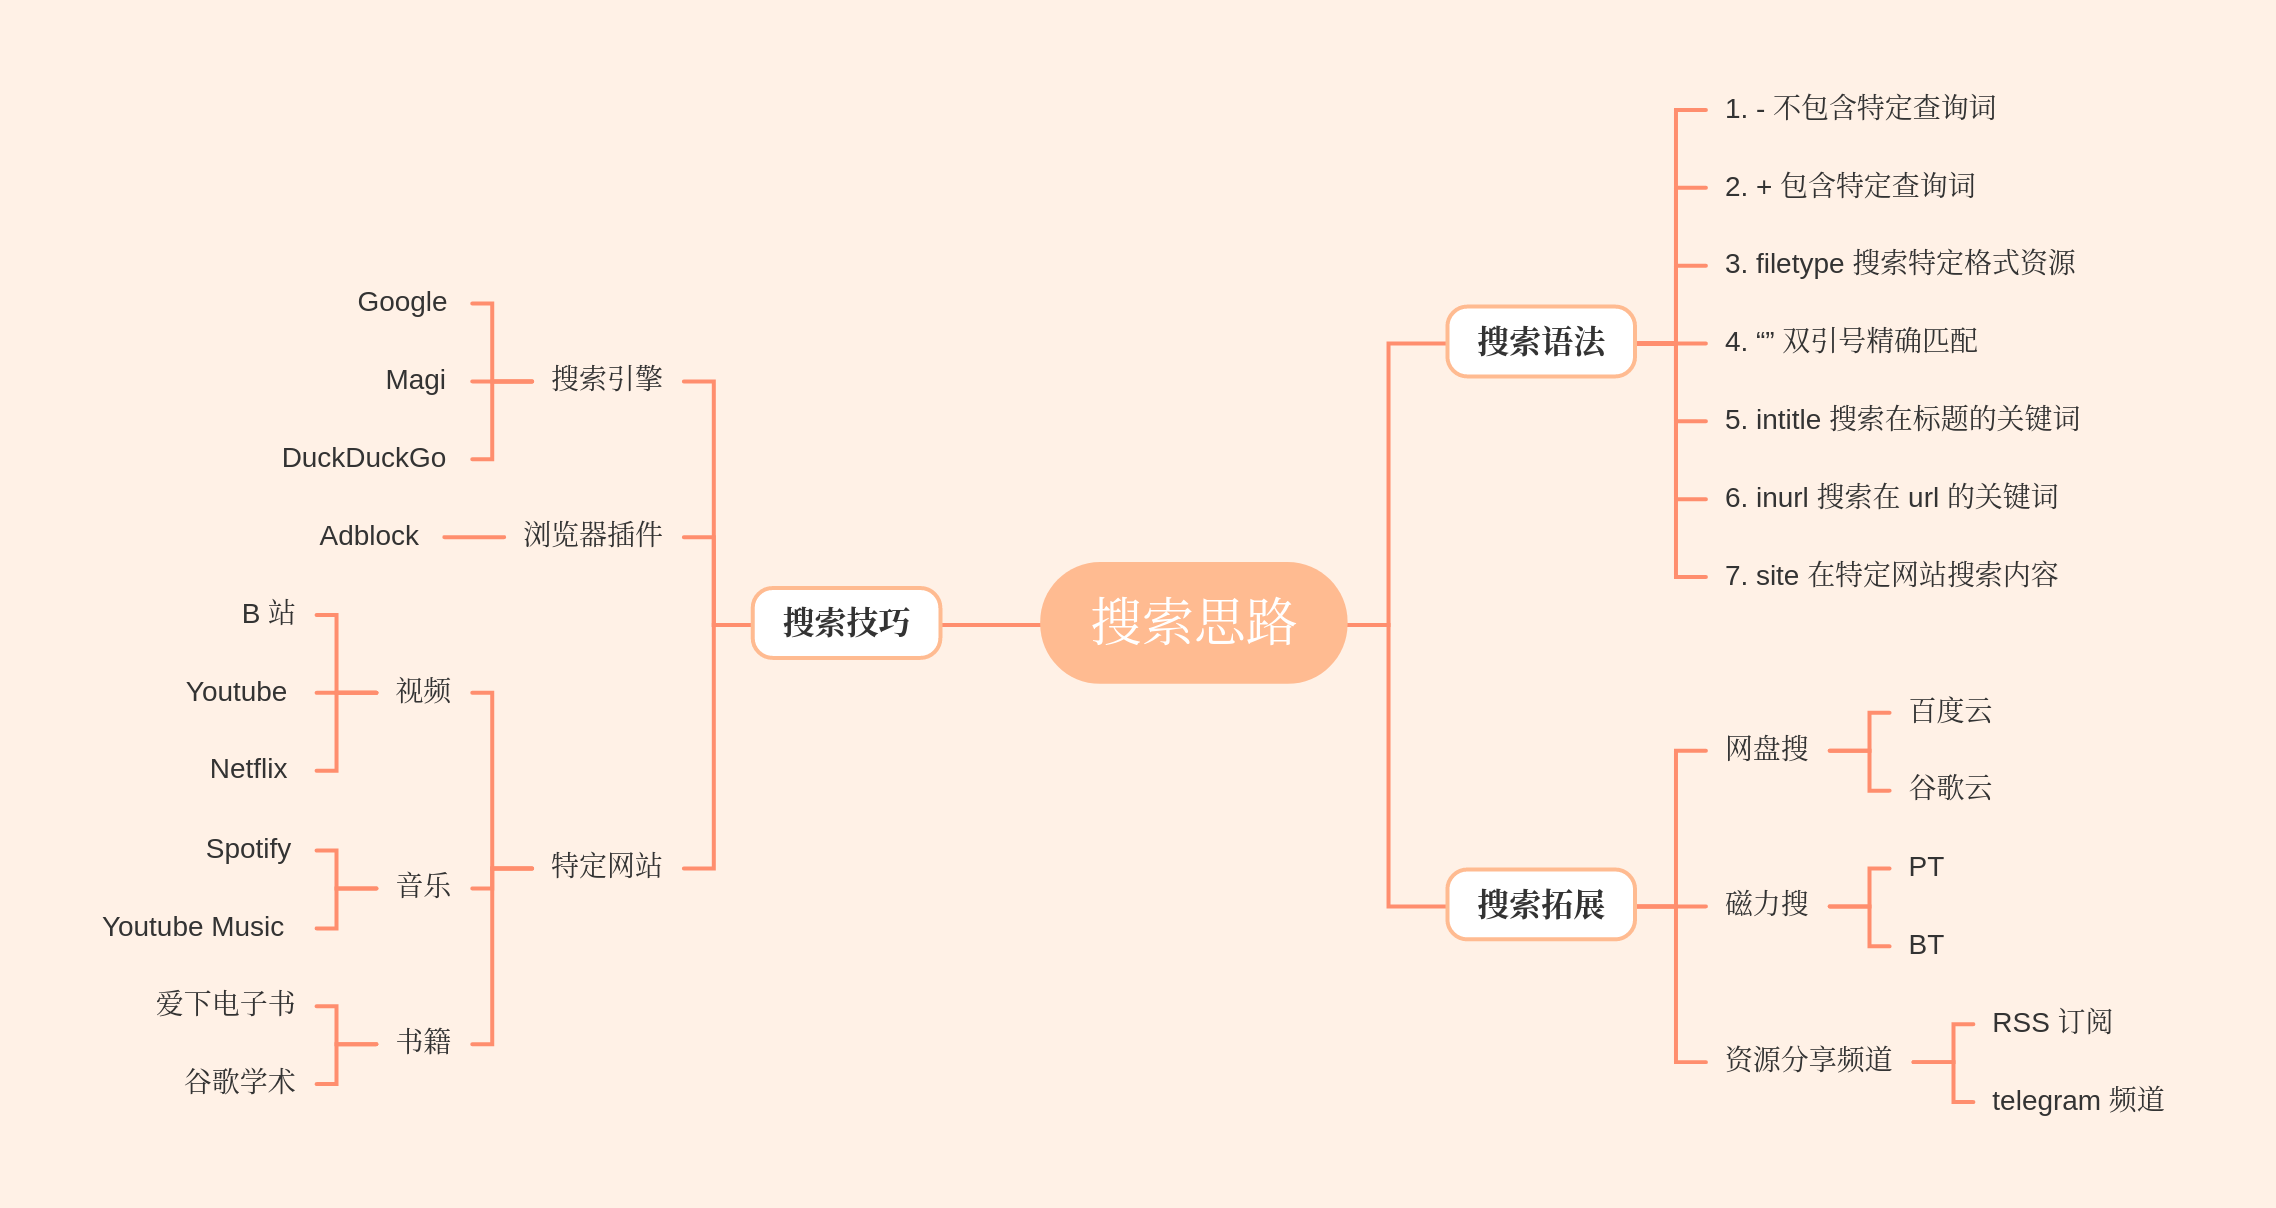 搜索思路
搜索语法
1. - 不包含特定查询词
2. + 包含特定查询词
3. filetype 搜索特定格式资源
4. “” 双引号精确匹配
5. intitle 搜索在标题的关键词
6. inurl 搜索在 url 的关键词
7. site 在特定网站搜索内容
搜索拓展
网盘搜
百度云
谷歌云
磁力搜
PT
BT
资源分享频道
RSS 订阅
telegram 频道
搜索技巧
搜索引擎
Google
Magi
DuckDuckGo
浏览器插件
Adblock
特定网站
视频
B 站
Youtube
Netflix
音乐
Spotify
Youtube Music
书籍
爱下电子书
谷歌学术